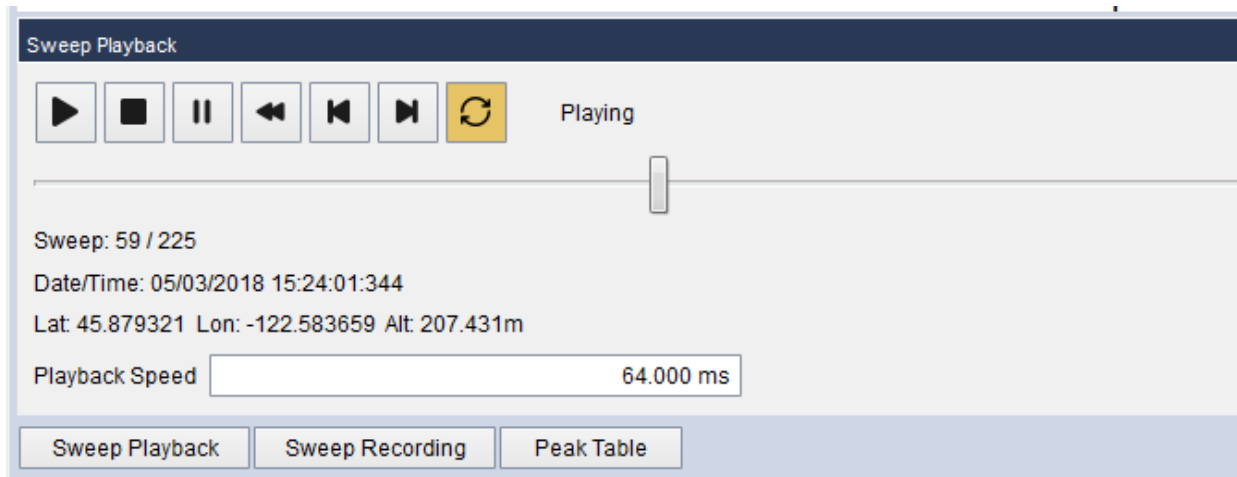 Sweep Playback
Playing
Sweep: 59 / 225
Date/Time: 05/03/2018 15:24:01:344
Lat: 45.879321 Lon: -122.583659 Alt: 207.431m
Playback Speed 64.000 ms
Sweep Playback Sweep Recording Peak Table